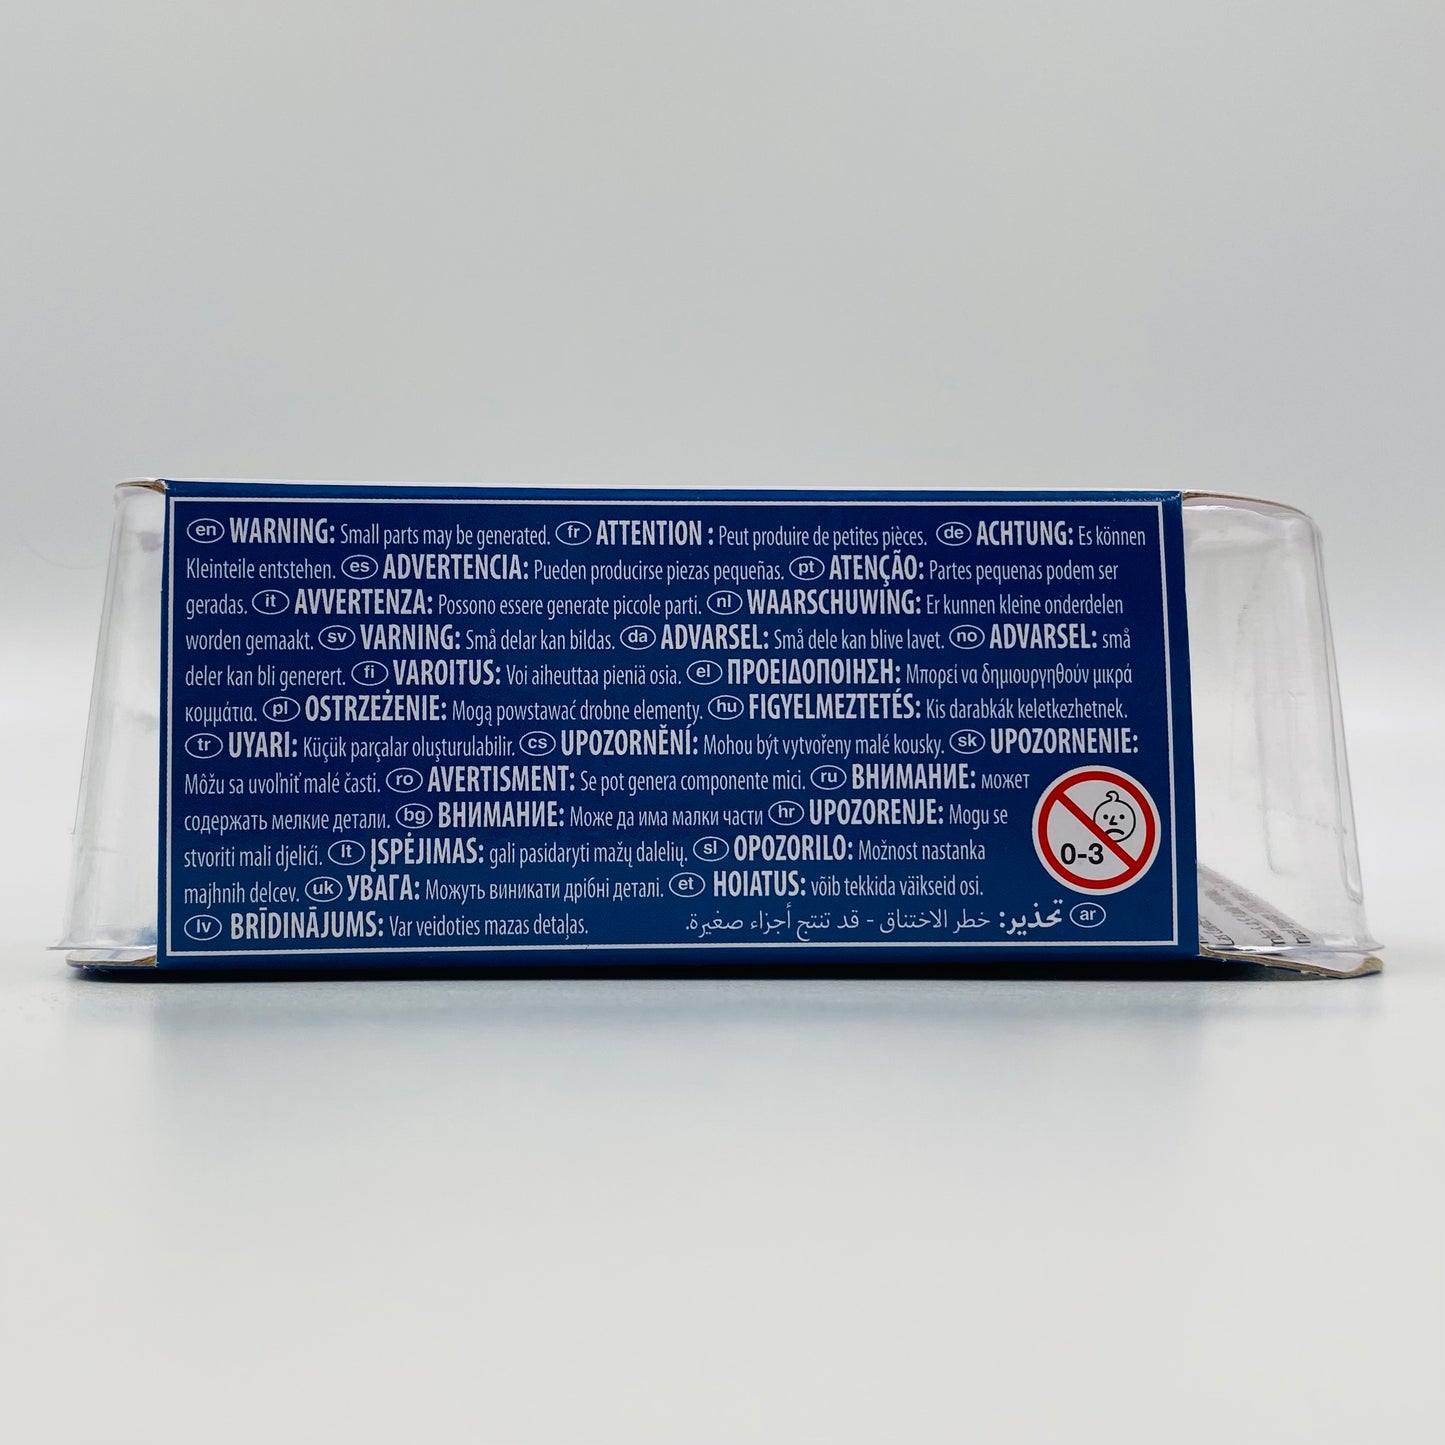 en WARNING: Small parts may be generated. fr ATTENTION : Peut produire de petites pièces. de ACHTUNG: Es können
Kleinteile entstehen. es ADVERTENCIA: Pueden producirse piezas pequeñas. pt ATENÇÃO: Partes pequenas podem ser
geradas. it AVVERTENZA: Possono essere generate piccole parti. nl WAARSCHUWING: Er kunnen kleine onderdelen
worden gemaakt. sv VARNING: Små delar kan bildas. da ADVARSEL: Små dele kan blive lavet. no ADVARSEL: små
deler kan bli generert. fi VAROITUS: Voi aiheuttaa pieniä osia. el ΠΡΟΕΙΔΟΠΟΙΗΣΗ: Μπορεί να δημιουργηθούν μικρά
κομμάτια. pl OSTRZEŻENIE: Mogą powstawać drobne elementy. hu FIGYELMEZTETÉS: Kis darabkák keletkezhetnek.
tr UYARI: Küçük parçalar oluşturulabilir. cs UPOZORNĚNÍ: Mohou být vytvořeny malé kousky. sk UPOZORNENIE:
Môžu sa uvoľniť malé časti. ro AVERTISMENT: Se pot genera componente mici. ru ВНИМАНИЕ: может
содержать мелкие детали. bg ВНИМАНИЕ: Може да има малки части hr UPOZORENJE: Mogu se
stvoriti mali djelići. lt ĮSPĖJIMAS: gali pasidaryti mažų dalelių. sl OPOZORILO: Možnost nastanka
majhnih delcev. uk УВАГА: Можуть виникати дрібні деталі. et HOIATUS: võib tekkida väikseid osi.
lv BRĪDINĀJUMS: Var veidoties mazas detaļas. ar تحذير: خطر الاختناق - قد تنتج أجزاء صغيرة.
0-3